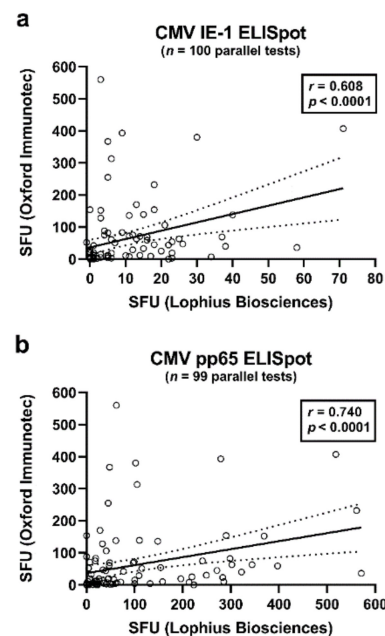 a
CMV IE-1 ELISpot
(n = 100 parallel tests)
r = 0.608
p < 0.0001
SFU (Oxford Immunotec)
600
500
400
300
200
100
0
0 10 20 30 40 50 60 70 80
SFU (Lophius Biosciences)
b
CMV pp65 ELISpot
(n = 99 parallel tests)
r = 0.740
p < 0.0001
SFU (Oxford Immunotec)
600
500
400
300
200
100
0
0 100 200 300 400 500 600
SFU (Lophius Biosciences)